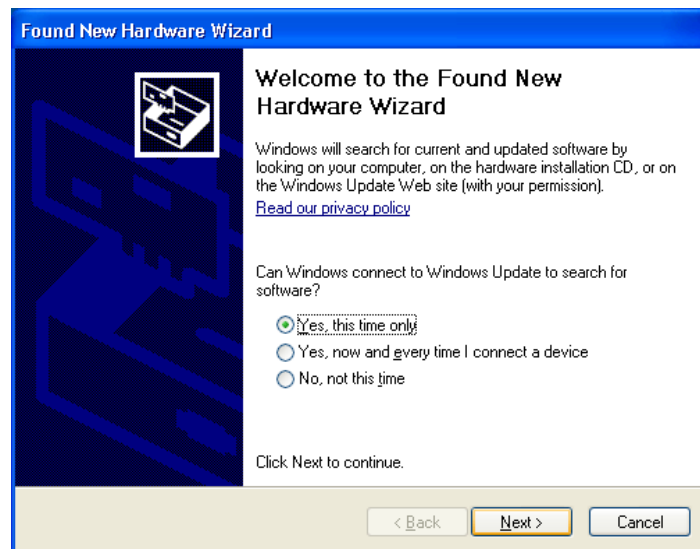 Found New Hardware Wizard
Welcome to the Found New
Hardware Wizard
Windows will search for current and updated software by
looking on your computer, on the hardware installation CD, or on
the Windows Update Web site (with your permission).
Read our privacy policy
Can Windows connect to Windows Update to search for
software?
Yes, this time only
Yes, now and every time I connect a device
No, not this time
Click Next to continue.
< Back
Next >
Cancel